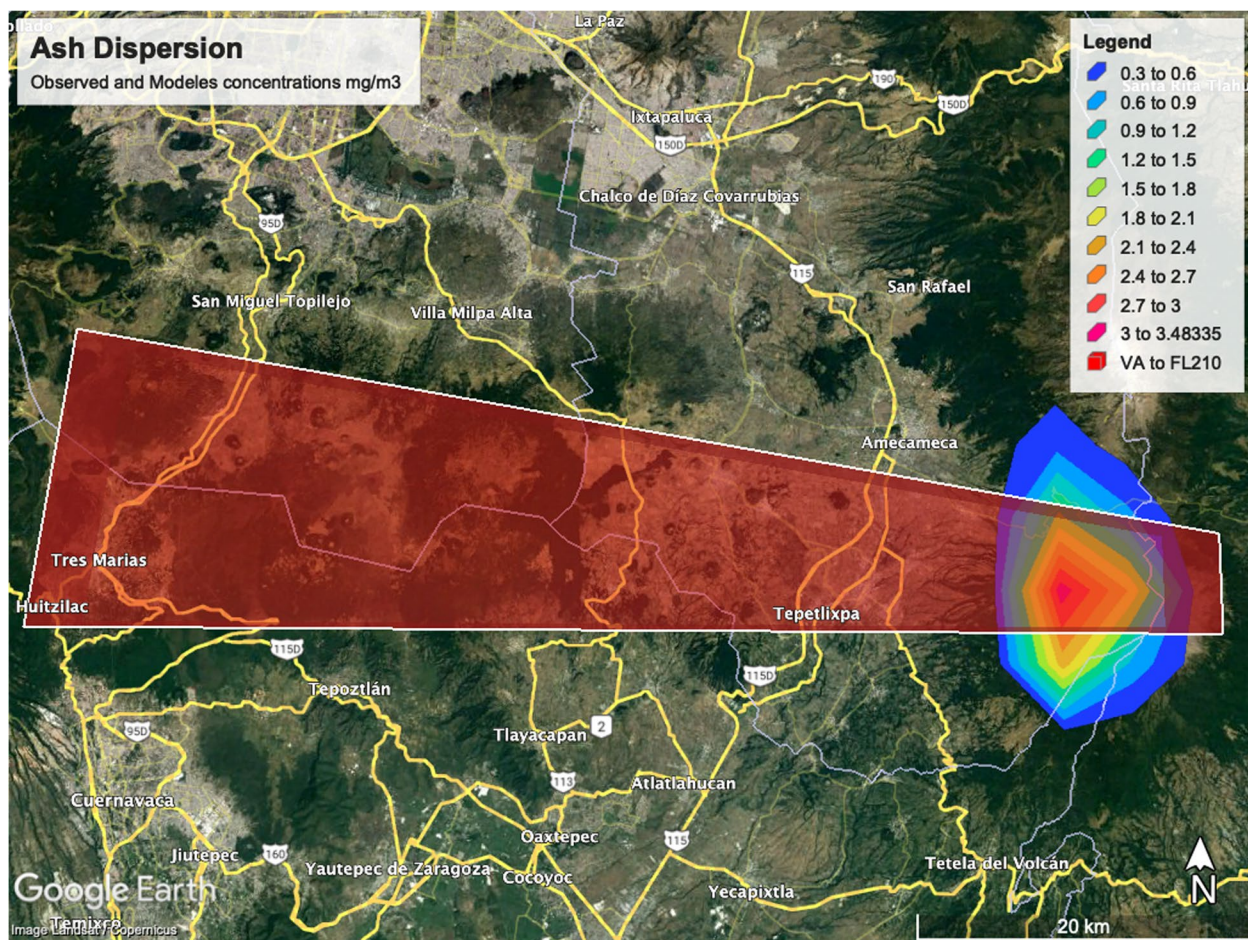 La Paz
Ash Dispersion
Observed and Modeles concentrations mg/m3
Legend
0.3 to 0.6
0.6 to 0.9
0.9 to 1.2
1.2 to 1.5
1.5 to 1.8
1.8 to 2.1
2.1 to 2.4
2.4 to 2.7
2.7 to 3
3 to 3.48335
VA to FL210
190
Santa Rita Tlahu
150D
Ixtapaluca
150D
Chalco de Díaz Covarrubias
95D
115
San Rafael
San Miguel Topilejo
Villa Milpa Alta
Amecameca
Tres Marias
Huitzilac
Tepetlixpa
115D
115D
Tepoztlán
95D
2
Tlayacapan
113
Atlatlahucan
Cuernavaca
Oaxtepec
115
Jiutepec
160
Yautepec de Zaragoza
Cocoyoc
Tetela del Volcán
Yecapixtla
Google Earth
N
Temixco
20 km
Image Landsat / Copernicus